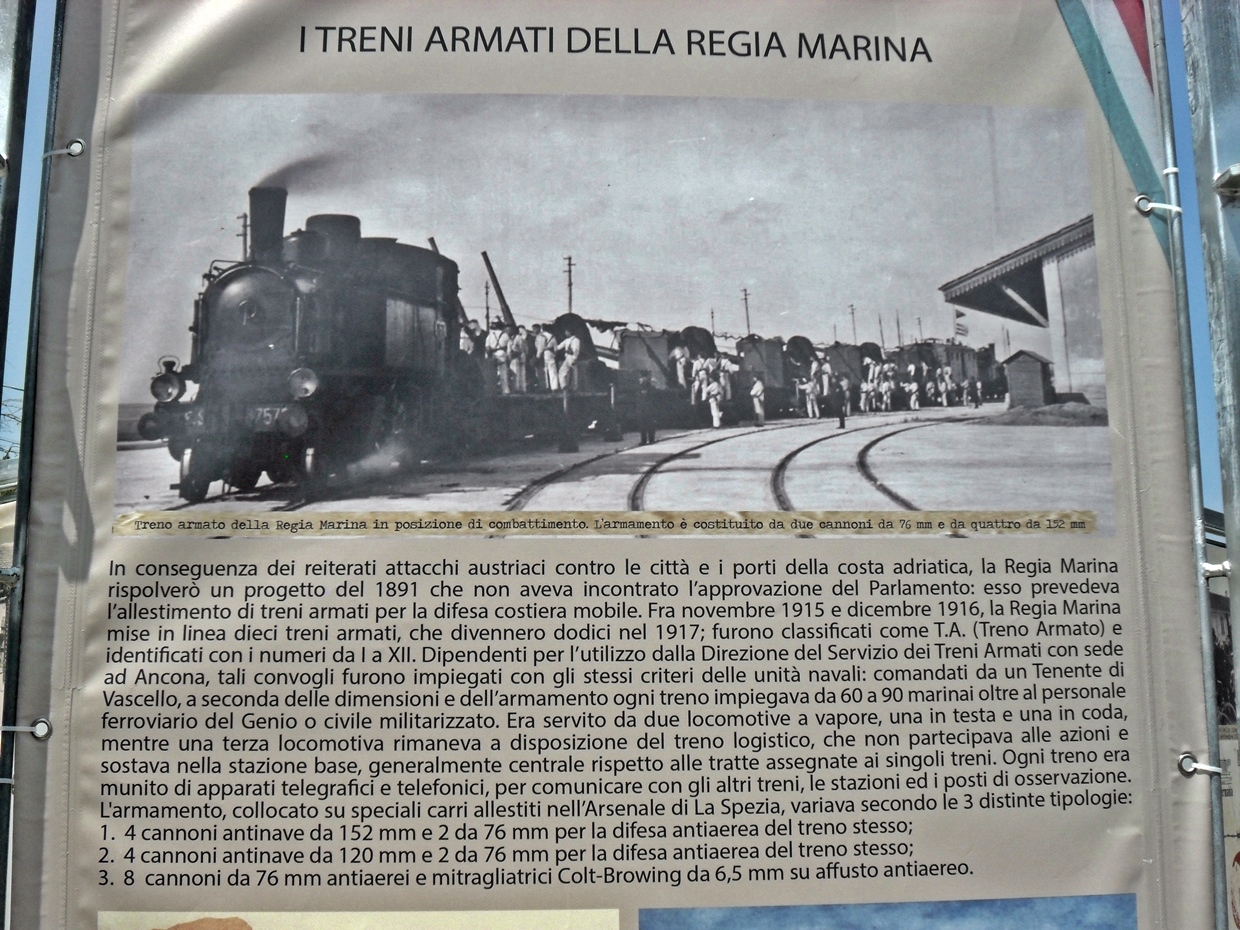 I TRENI ARMATI DELLA REGIA MARINA
Treno armato della Regia Marina in posizione di combattimento. L'armamento è costituito da due cannoni da 76 mm e da quattro da 152 mm
In conseguenza dei reiterati attacchi austriaci contro le città e i porti della costa adriatica, la Regia Marina
rispolverò un progetto del 1891 che non aveva incontrato l'approvazione del Parlamento: esso prevedeva
l'allestimento di treni armati per la difesa costiera mobile. Fra novembre 1915 e dicembre 1916, la Regia Marina
mise in linea dieci treni armati, che divennero dodici nel 1917; furono classificati come T.A. (Treno Armato) e
identificati con i numeri da I a XII. Dipendenti per l'utilizzo dalla Direzione del Servizio dei Treni Armati con sede
ad Ancona, tali convogli furono impiegati con gli stessi criteri delle unità navali: comandati da un Tenente di
Vascello, a seconda delle dimensioni e dell'armamento ogni treno impiegava da 60 a 90 marinai oltre al personale
ferroviario del Genio o civile militarizzato. Era servito da due locomotive a vapore, una in testa e una in coda,
mentre una terza locomotiva rimaneva a disposizione del treno logistico, che non partecipava alle azioni e
sostava nella stazione base, generalmente centrale rispetto alle tratte assegnate ai singoli treni. Ogni treno era
munito di apparati telegrafici e telefonici, per comunicare con gli altri treni, le stazioni ed i posti di osservazione.
L'armamento, collocato su speciali carri allestiti nell'Arsenale di La Spezia, variava secondo le 3 distinte tipologie:
1. 4 cannoni antinave da 152 mm e 2 da 76 mm per la difesa antiaerea del treno stesso;
2. 4 cannoni antinave da 120 mm e 2 da 76 mm per la difesa antiaerea del treno stesso;
3. 8 cannoni da 76 mm antiaerei e mitragliatrici Colt-Browing da 6,5 mm su affusto antiaereo.